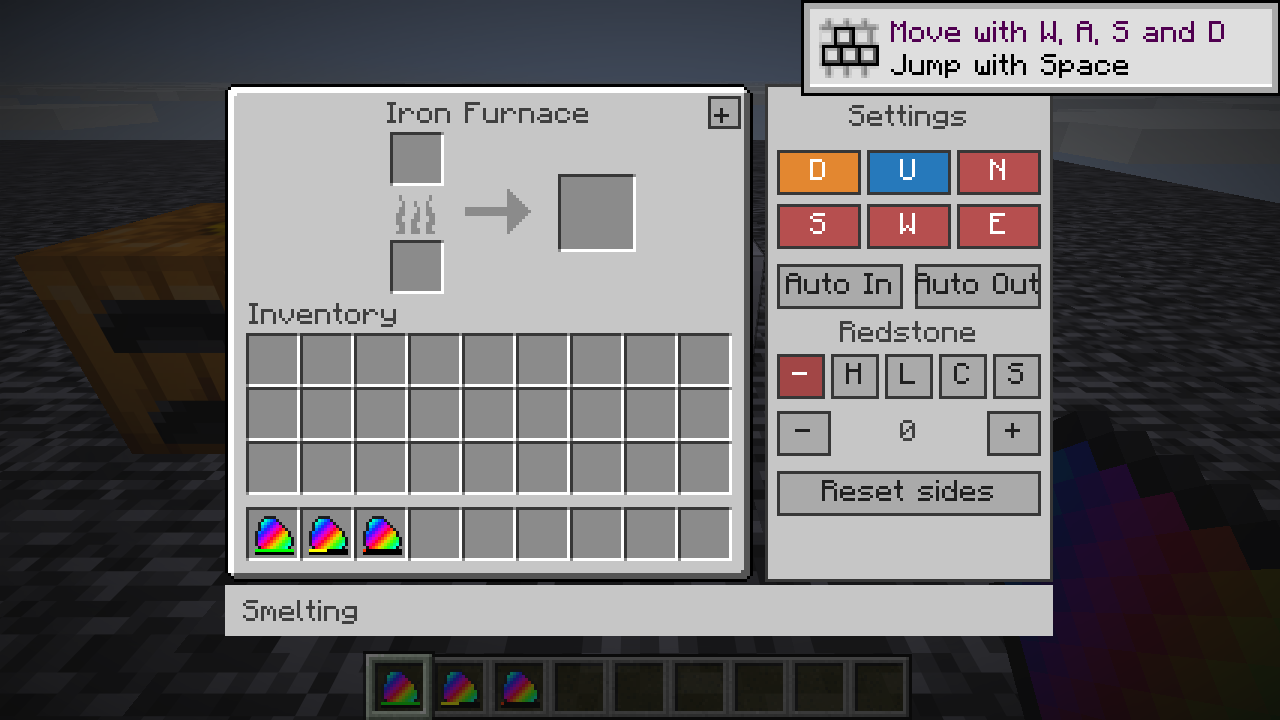 Move with W, A, S and D
Jump with Space
Iron Furnace
+
Settings
D U N
S W E
Auto In Auto Out
Redstone
- H L C S
- 0 +
Reset sides
Inventory
Smelting